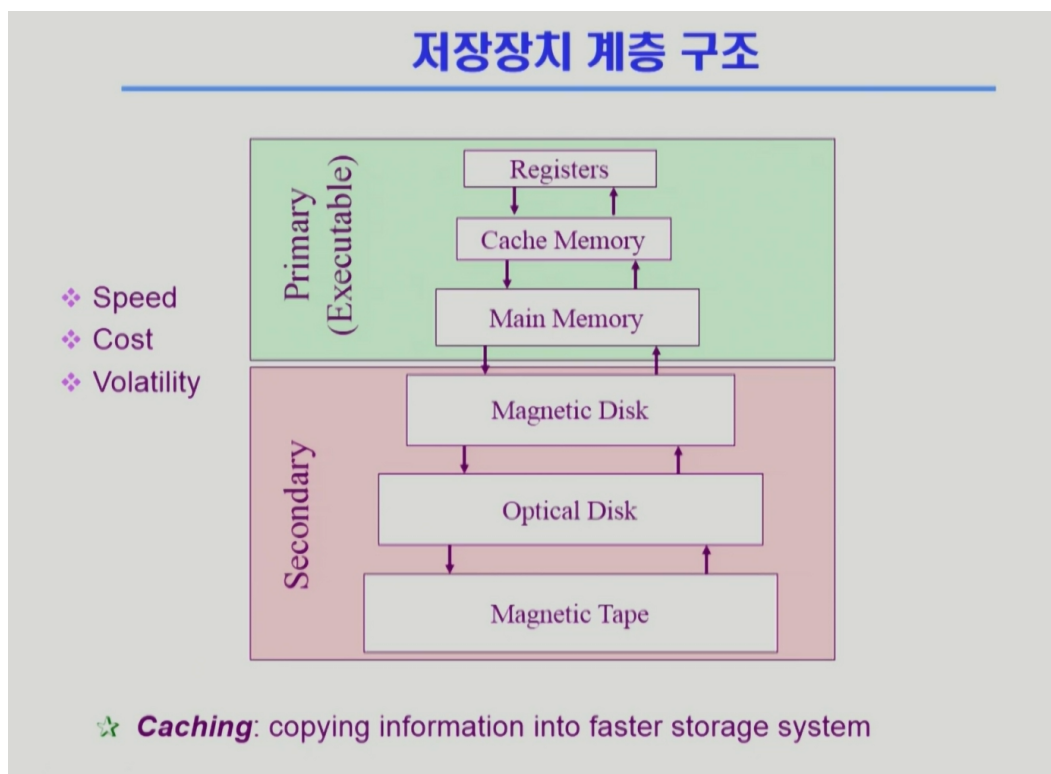 저장장치 계층 구조
Primary
(Executable)
Registers
Cache Memory
Main Memory
❖ Speed
❖ Cost
❖ Volatility
Secondary
Magnetic Disk
Optical Disk
Magnetic Tape
☆ Caching: copying information into faster storage system